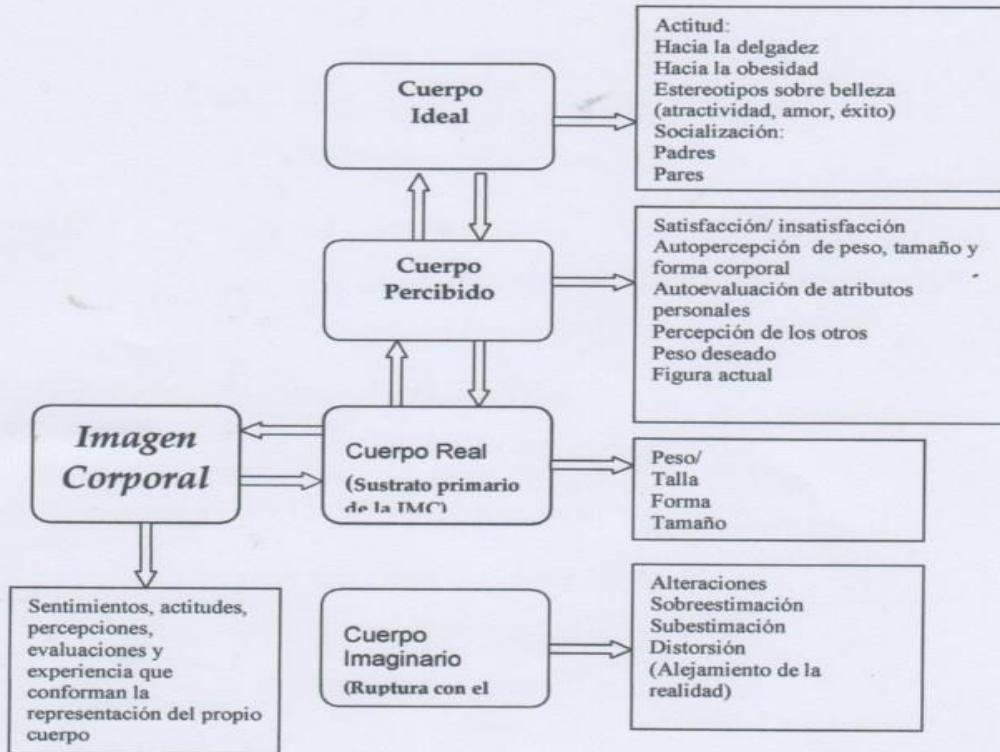 Cuerpo
Ideal
Actitud:
Hacia la delgadez
Hacia la obesidad
Estereotipos sobre belleza
(atractividad, amor, éxito)
Socialización:
Padres
Pares
Cuerpo
Percibido
Satisfacción/ insatisfacción
Autopercepción de peso, tamaño y
forma corporal
Autoevaluación de atributos
personales
Percepción de los otros
Peso deseado
Figura actual
Imagen
Corporal
Cuerpo Real
(Sustrato primario
de la IMC)
Peso/
Talla
Forma
Tamaño
Sentimientos, actitudes,
percepciones,
evaluaciones y
experiencia que
conforman la
representación del propio
cuerpo
Cuerpo
Imaginario
(Ruptura con el
Alteraciones
Sobreestimación
Subestimación
Distorsión
(Alejamiento de la
realidad)